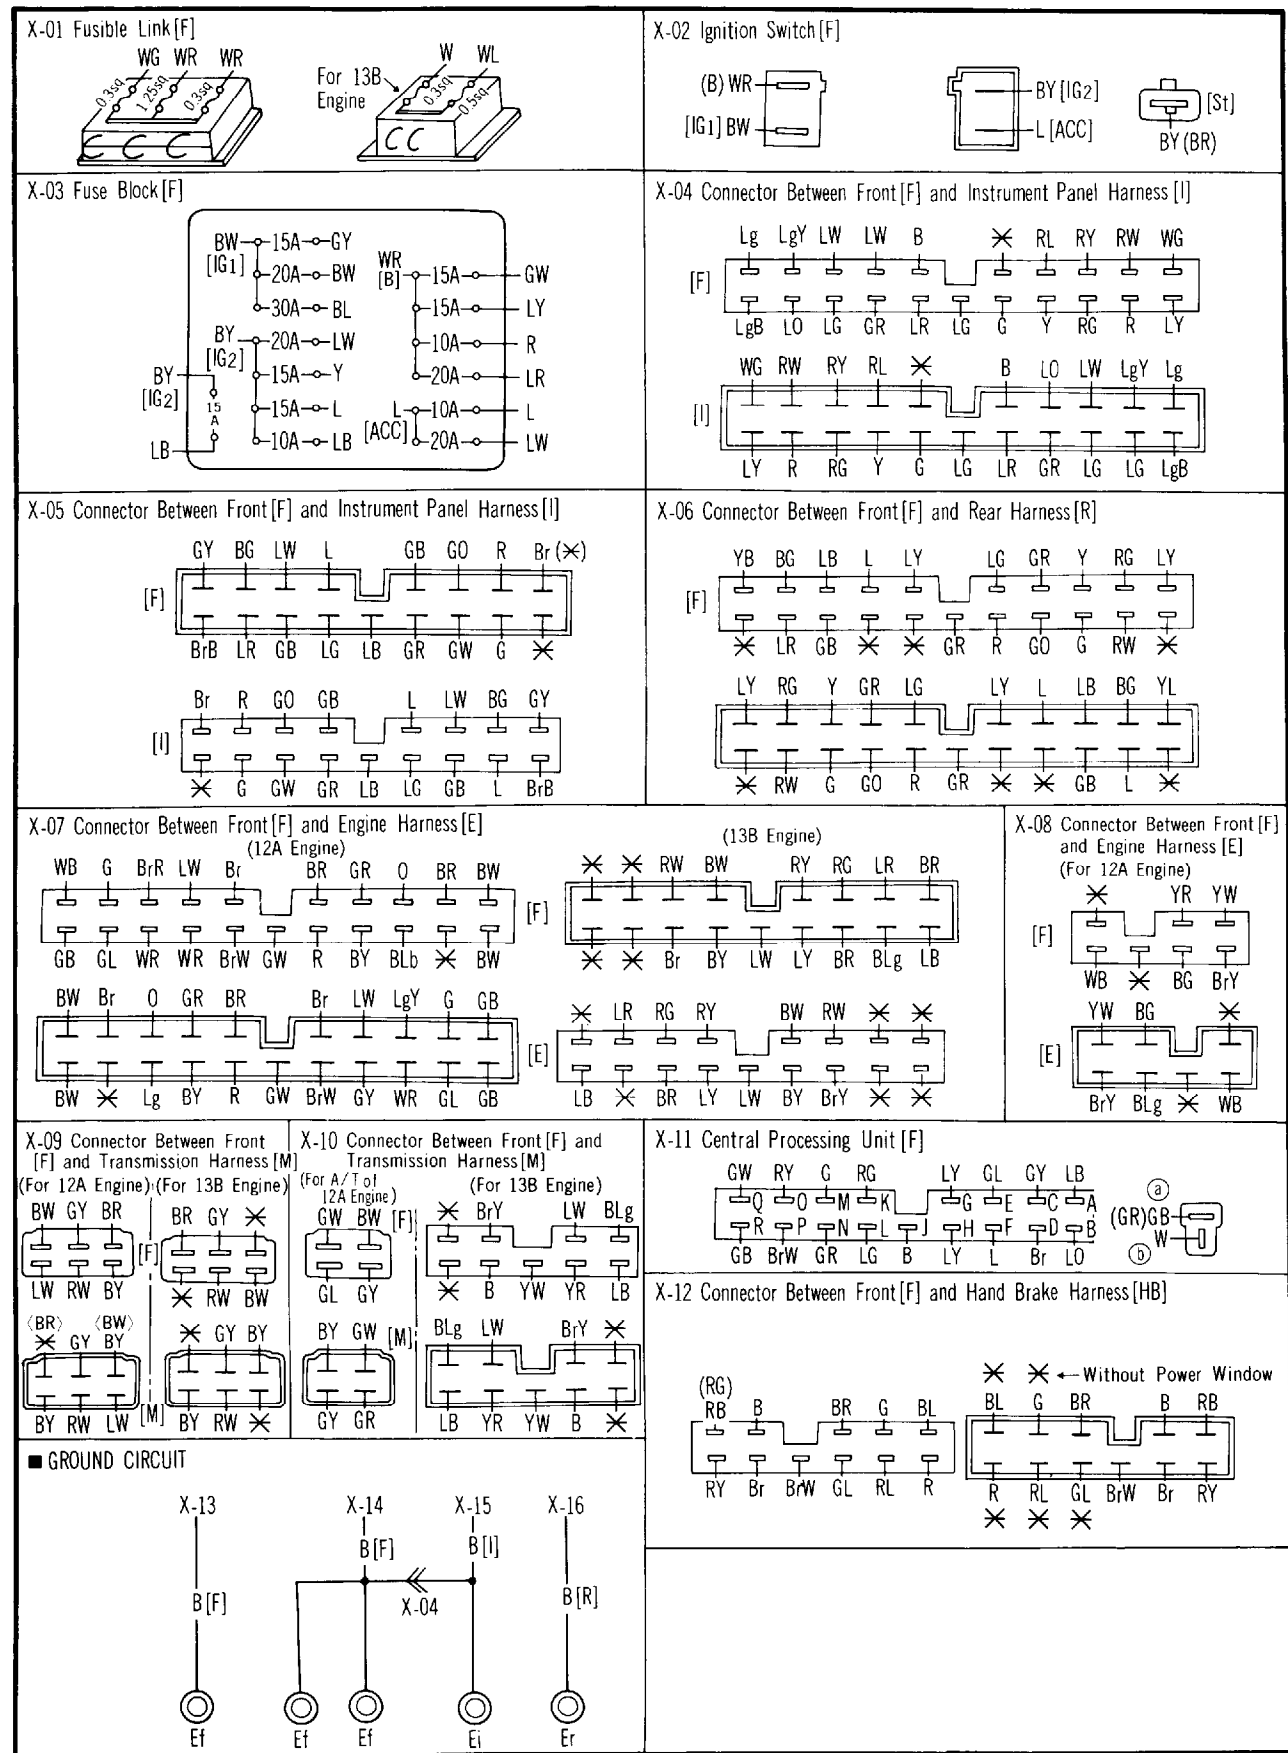 X-01 Fusible Link[F]
WG WR WR
0.3sq 1.25sq 0.3sq
For 13B
Engine
W WL
0.3sq 0.5sq
X-02 Ignition Switch[F]
(B) WR
[IG1] BW
BY[IG2]
L[ACC]
[St]
BY(BR)
X-03 Fuse Block[F]
BW 15A GY
[IG1] 20A BW
30A BL
BY 20A LW
[IG2] 15A Y
15A L
10A LB
BY
[IG2]
15
A
LB
WR
[B] 15A GW
15A LY
10A R
20A LR
L 10A L
[ACC] 20A LW
X-04 Connector Between Front[F] and Instrument Panel Harness[I]
Lg LgY LW LW B RL RY RW WG
[F]
LgB LO LG GR LR LG G Y RG R LY
WG RW RY RL B LO LW LgY Lg
[I]
LY R RG Y G LG LR GR LG LG LgB
X-05 Connector Between Front[F] and Instrument Panel Harness[I]
GY BG LW L GB GO R Br(✕)
[F]
BrB LR GB LG LB GR GW G
Br R GO GB L LW BG GY
[I]
G GW GR LB LG GB L BrB
X-06 Connector Between Front[F] and Rear Harness[R]
YB BG LB L LY LG GR Y RG LY
[F]
LR GB GR R GO G RW
LY RG Y GR LG LY L LB BG YL
RW G GO R GR GB L
X-07 Connector Between Front[F] and Engine Harness[E]
(12A Engine)
WB G BrR LW Br BR GR O BR BW
[F]
GB GL WR WR BrW GW R BY BLb BW
BW Br O GR BR Br LW LgY G GB
[E]
BW Lg BY R GW BrW GY WR GL GB
(13B Engine)
RW BW RY RG LR BR
Br BY LW LY BR BLg LB
LR RG RY BW RW
LB BR LY LW BY BrY
X-08 Connector Between Front[F]
and Engine Harness[E]
(For 12A Engine)
YR YW
[F]
WB BG BrY
YW BG
[E]
BrY BLg WB
X-09 Connector Between Front
[F] and Transmission Harness[M]
(For 12A Engine) (For 13B Engine)
BW GY BR BR GY
[F]
LW RW BY RW BW
〈BR〉 〈BW〉
GY BY GY BY
[M]
BY RW LW BY RW
X-10 Connector Between Front[F] and
Transmission Harness[M]
(For A/T of
12A Engine)
(For 13B Engine)
GW BW [F] BrY LW BLg
GL GY B YW YR LB
BY GW [M] BLg LW BrY
GY GR LB YR YW B
X-11 Central Processing Unit[F]
GW RY G RG LY GL GY LB
Q O M K G E C A
R P N L J H F D B
GB BrW GR LG B LY L Br LO
ⓐ
(GR)GB
W
ⓑ
X-12 Connector Between Front[F] and Hand Brake Harness[HB]
←Without Power Window
(RG)
RB B BR G BL
RY Br BrW GL RL R
BL G BR B RB
R RL GL BrW Br RY
■ GROUND CIRCUIT
X-13 X-14 X-15 X-16
B[F] B[I]
X-04
B[F] B[R]
Ef Ef Ef Ei Er